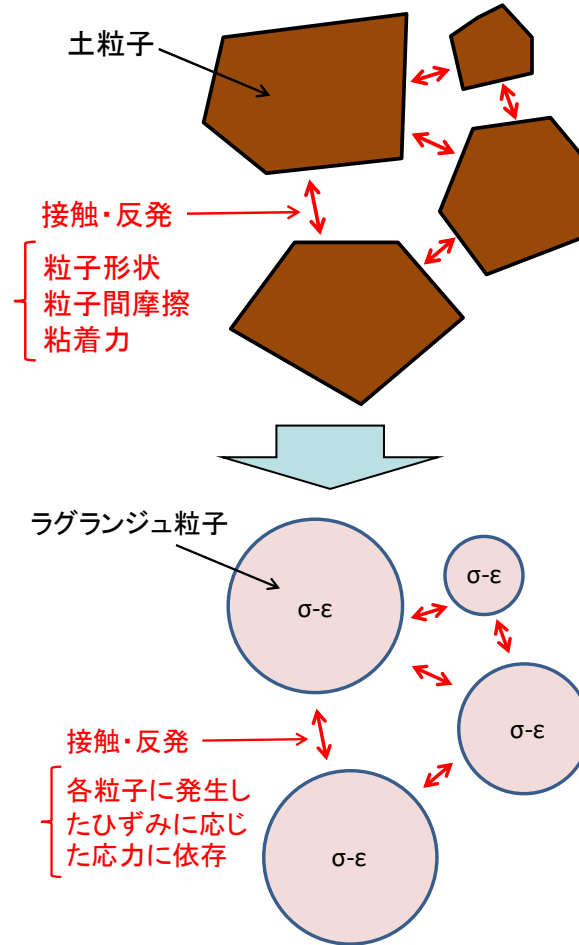 土粒子
接触・反発
粒子形状
粒子間摩擦
粘着力
ラグランジュ粒子
σ-ε
σ-ε
σ-ε
接触・反発
各粒子に発生し
たひずみに応じ
た応力に依存
σ-ε